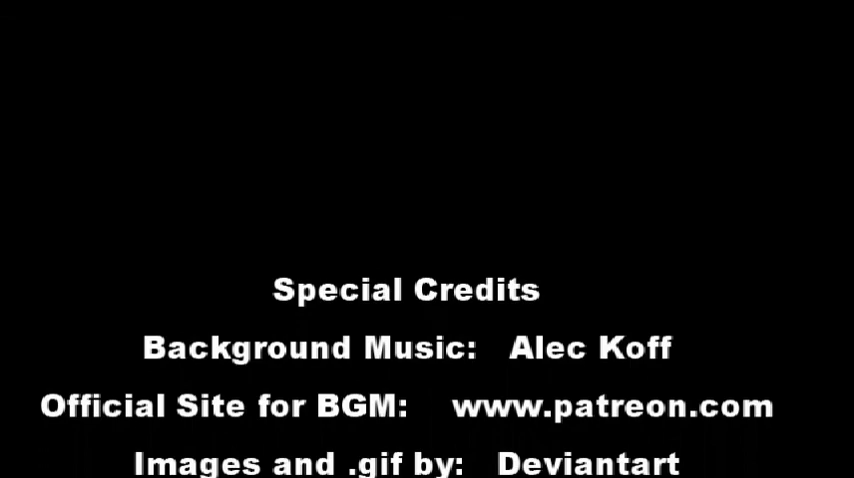 Special Credits
Background Music: Alec Koff
Official Site for BGM: www.patreon.com
Images and .gif by: Deviantart